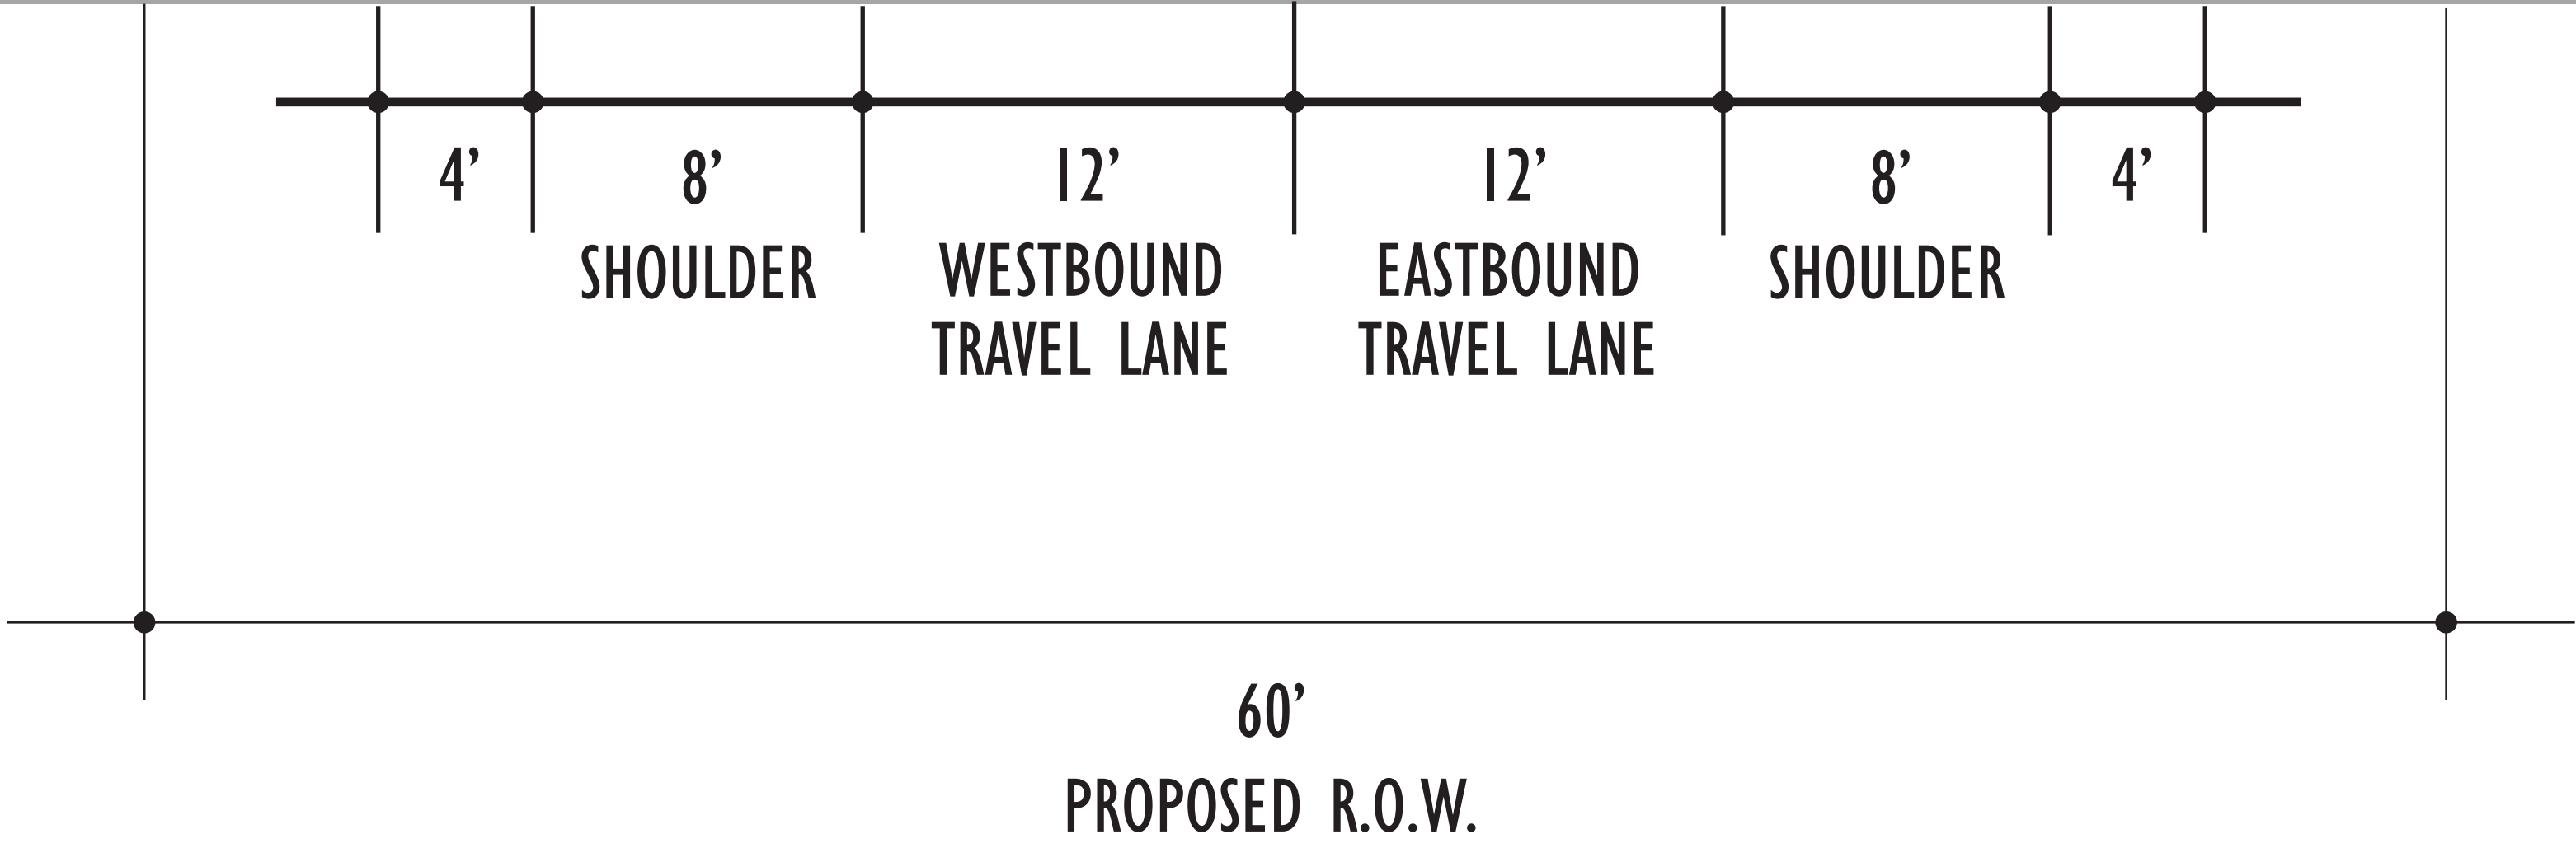 4’ 8’ 12’ 12’ 8’ 4’
SHOULDER WESTBOUND EASTBOUND SHOULDER
TRAVEL LANE TRAVEL LANE
60’
PROPOSED R.O.W.